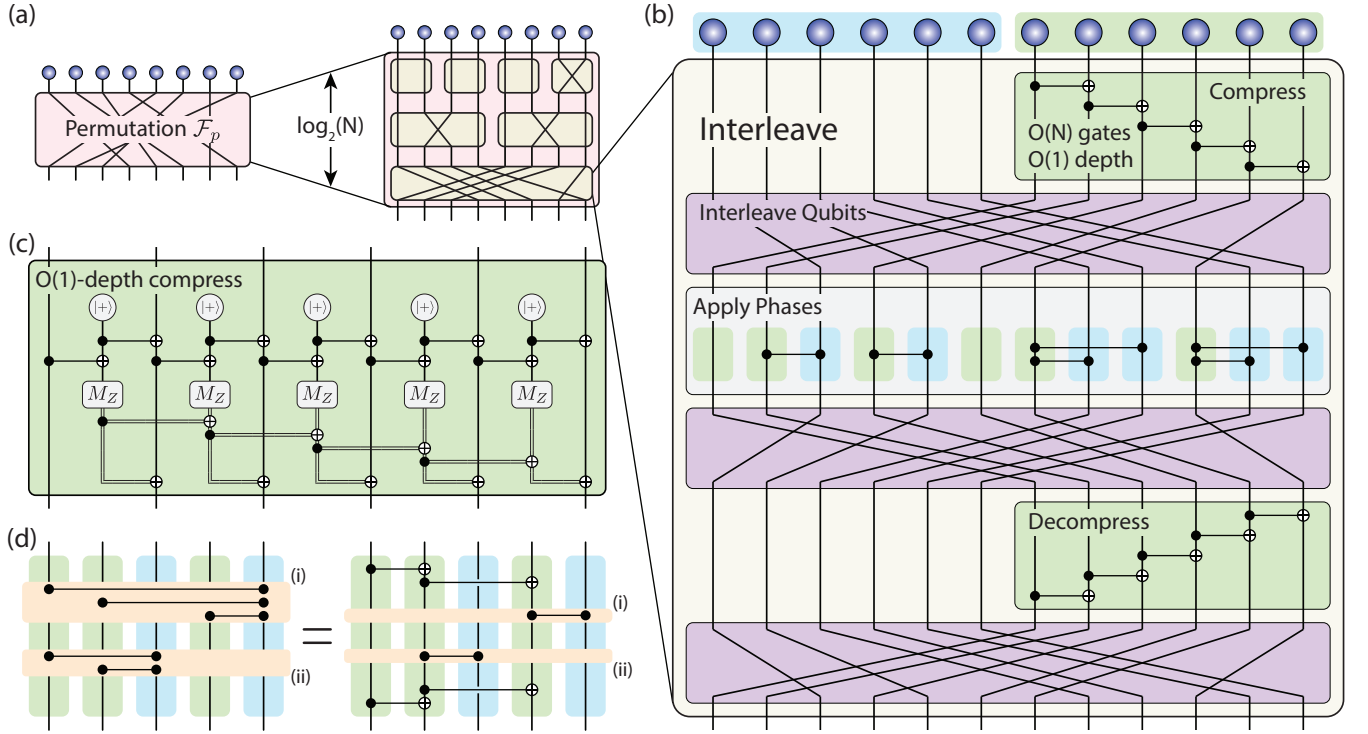 (a)
Permutation 𝓕ₚ
log₂(N)
(b)
Interleave
Compress
O(N) gates
O(1) depth
Interleave Qubits
Apply Phases
Decompress
(c)
O(1)-depth compress
|+⟩ |+⟩ |+⟩ |+⟩ |+⟩
M_Z M_Z M_Z M_Z M_Z
(d)
(i)
(ii)
=
(i)
(ii)